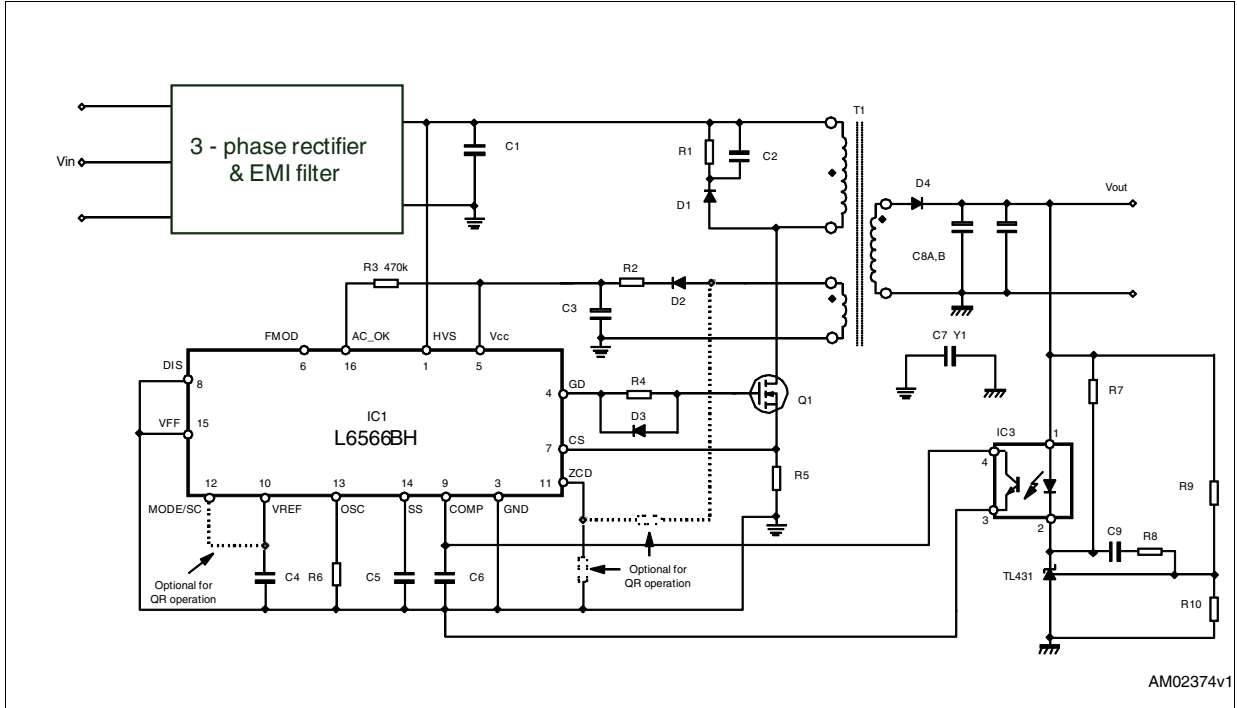 T1
3 - phase rectifier
& EMI filter
Vin
C1
R1
C2
D1
D4
Vout
C8A,B
R3 470k
R2
D2
C3
FMOD
AC_OK
HVS
Vcc
6
16
1
5
DIS
8
VFF
15
IC1
L6566BH
4
GD
R4
D3
Q1
7
CS
11
ZCD
R5
C7 Y1
R7
IC3
1
4
3
2
R9
C9
R8
TL431
R10
12
10
13
14
9
3
MODE/SC
VREF
OSC
SS
COMP
GND
Optional for
QR operation
C4
R6
C5
C6
Optional for
QR operation
AM02374v1